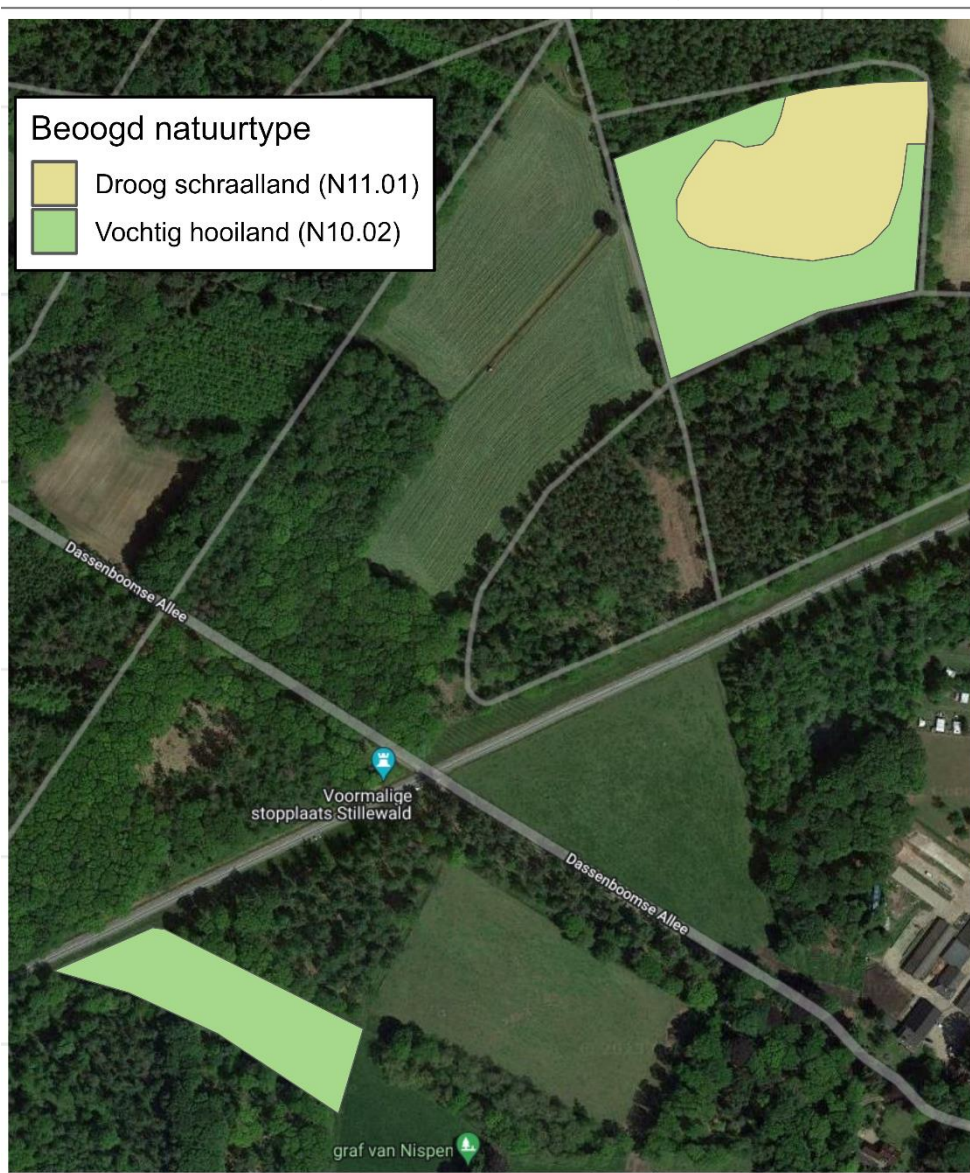 Beoogd natuurtype
Droog schraalland (N11.01)
Vochtig hooiland (N10.02)
Dassenboomse Allee
Voormalige
stopplaats Stillewald
Dassenboomse Allee
graf van Nispen